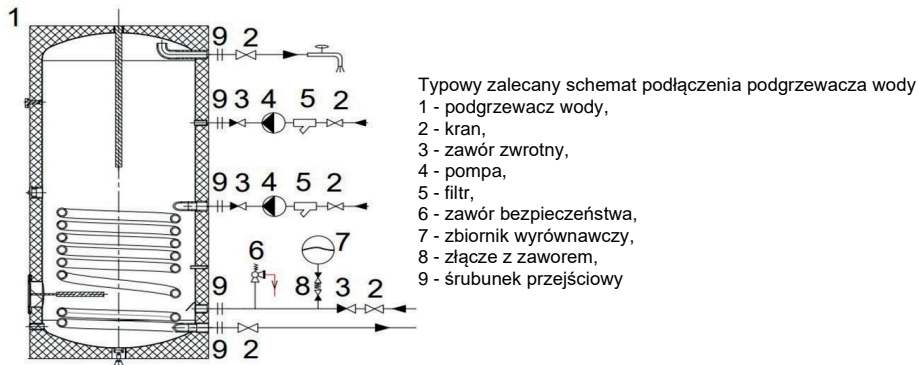 1
9 2
9 3 4 5 2
9 3 4 5 2
6 7
9 8 3 2
9 2
Typowy zalecany schemat podłączenia podgrzewacza wody
1 - podgrzewacz wody,
2 - kran,
3 - zawór zwrotny,
4 - pompa,
5 - filtr,
6 - zawór bezpieczeństwa,
7 - zbiornik wyrównawczy,
8 - złącze z zaworem,
9 - śrubunek przejściowy